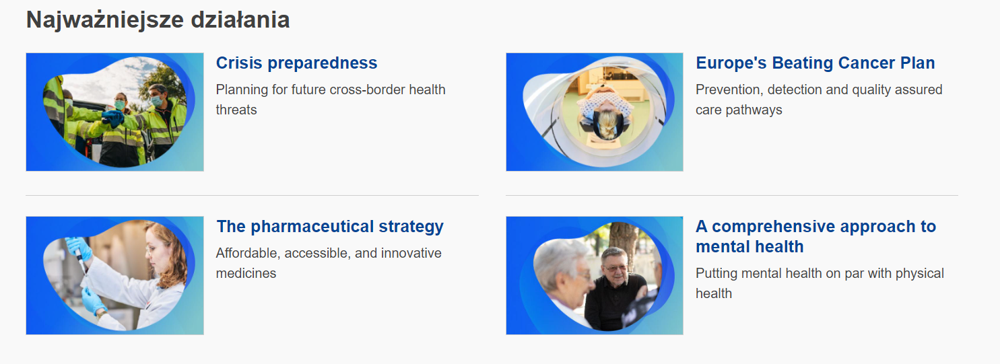 Najważniejsze działania
Crisis preparedness
Planning for future cross-border health
threats
Europe's Beating Cancer Plan
Prevention, detection and quality assured
care pathways
The pharmaceutical strategy
Affordable, accessible, and innovative
medicines
A comprehensive approach to
mental health
Putting mental health on par with physical
health